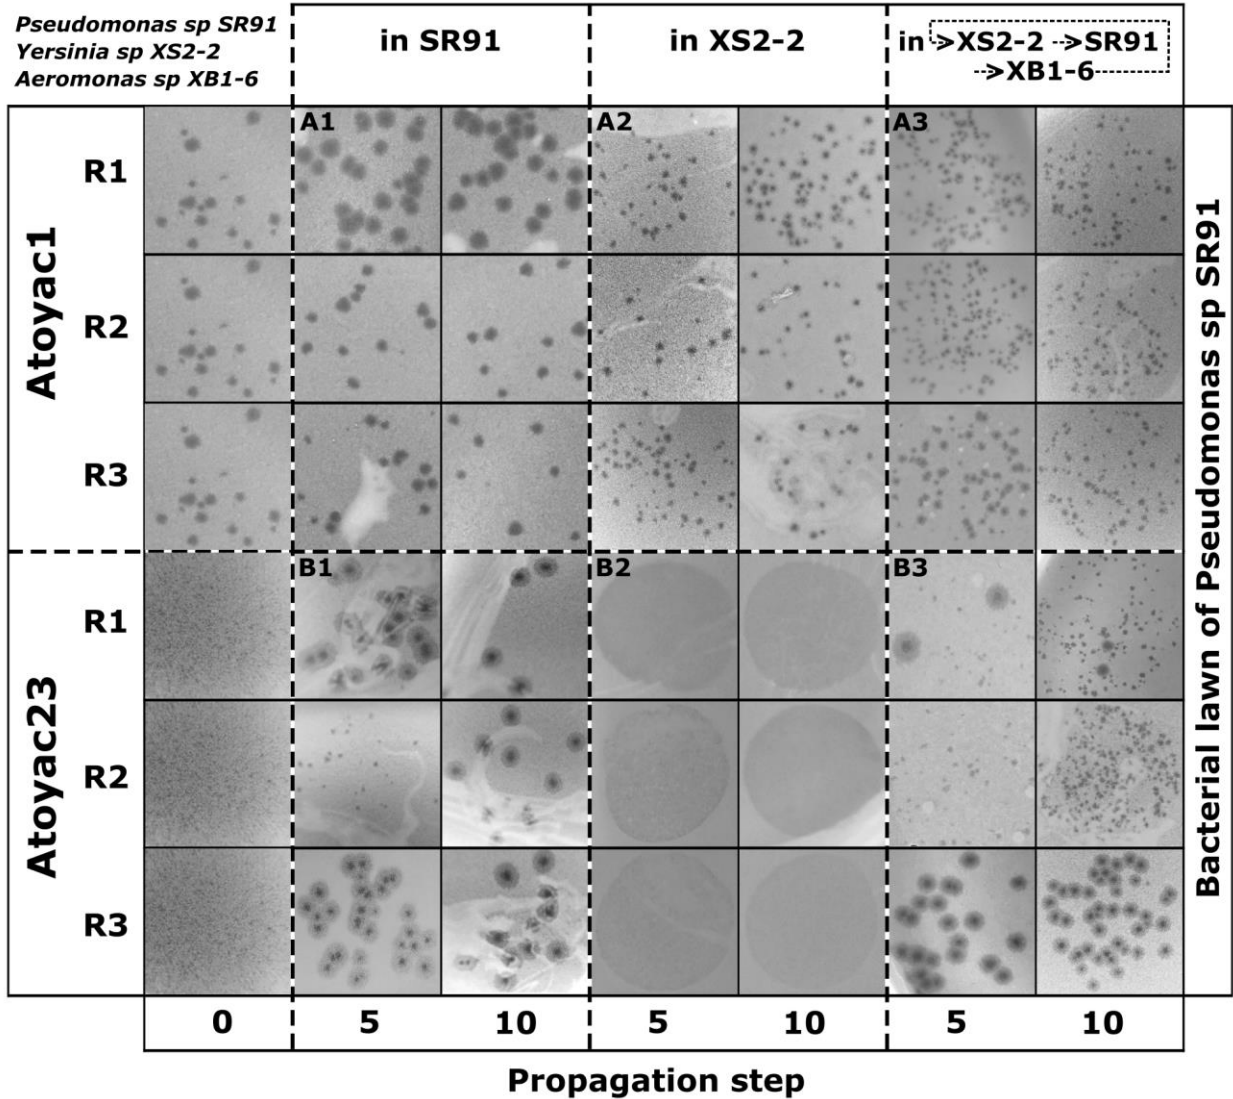 Pseudomonas sp SR91
Yersinia sp XS2-2
Aeromonas sp XB1-6
in SR91
in XS2-2
in >XS2-2 ->SR91
->XB1-6
Atoyac1
R1
R2
R3
A1
A2
A3
Atoyac23
R1
R2
R3
B1
B2
B3
Bacterial lawn of Pseudomonas sp SR91
0
5
10
5
10
5
10
Propagation step